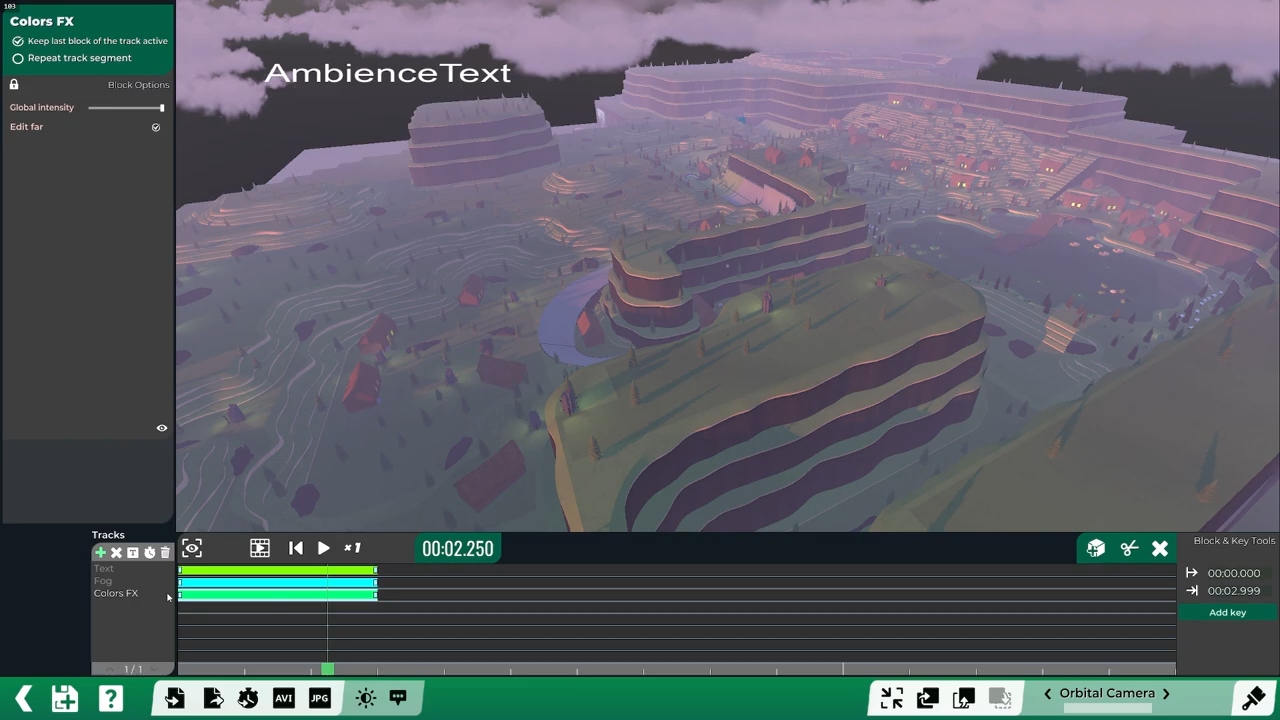 103
Colors FX
Keep last block of the track active
Repeat track segment
Block Options
Global intensity
Edit far
AmbienceText
Tracks
Text
Fog
Colors FX
1 / 1
× 1
00:02.250
Block & Key Tools
00:00.000
00:02.999
Add key
AVI
JPG
Orbital Camera